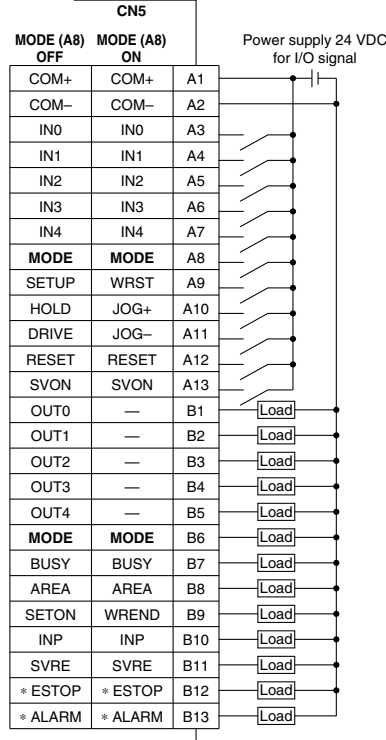 CN5
MODE (A8) OFF MODE (A8) ON
Power supply 24 VDC for I/O signal
COM+ COM+ A1
COM– COM– A2
IN0 IN0 A3
IN1 IN1 A4
IN2 IN2 A5
IN3 IN3 A6
IN4 IN4 A7
MODE MODE A8
SETUP WRST A9
HOLD JOG+ A10
DRIVE JOG– A11
RESET RESET A12
SVON SVON A13
OUT0 — B1 Load
OUT1 — B2 Load
OUT2 — B3 Load
OUT3 — B4 Load
OUT4 — B5 Load
MODE MODE B6 Load
BUSY BUSY B7 Load
AREA AREA B8 Load
SETON WREND B9 Load
INP INP B10 Load
SVRE SVRE B11 Load
∗ ESTOP ∗ ESTOP B12 Load
∗ ALARM ∗ ALARM B13 Load